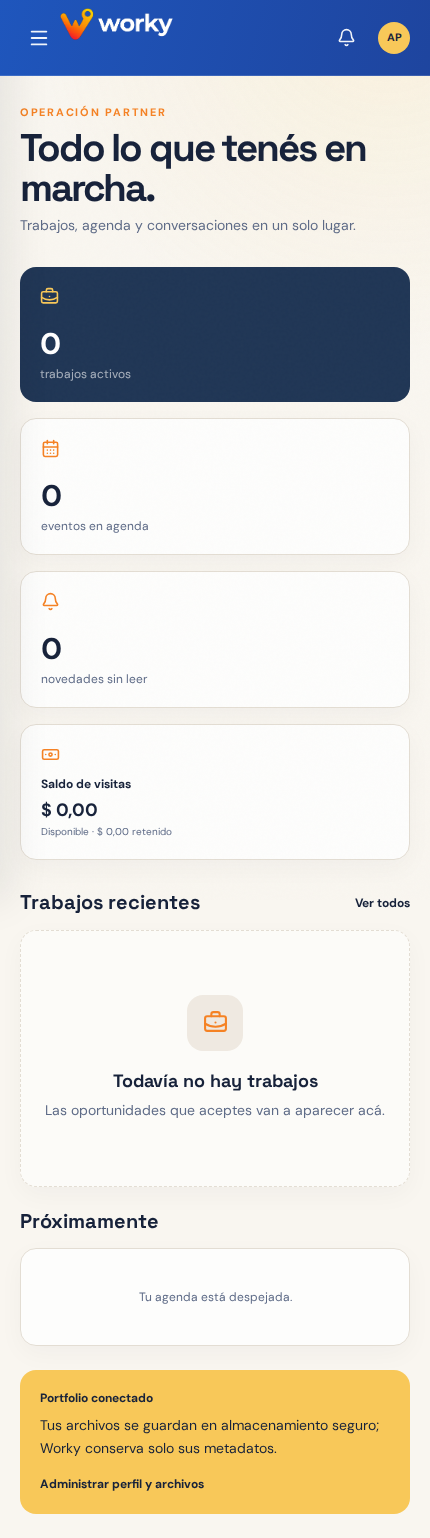 worky
AP
OPERACIÓN PARTNER
Todo lo que tenés en
marcha.
Trabajos, agenda y conversaciones en un solo lugar.
0
trabajos activos
0
eventos en agenda
0
novedades sin leer
Saldo de visitas
$ 0,00
Disponible · $ 0,00 retenido
Trabajos recientes
Ver todos
Todavía no hay trabajos
Las oportunidades que aceptes van a aparecer acá.
Próximamente
Tu agenda está despejada.
Portfolio conectado
Tus archivos se guardan en almacenamiento seguro;
Worky conserva solo sus metadatos.
Administrar perfil y archivos